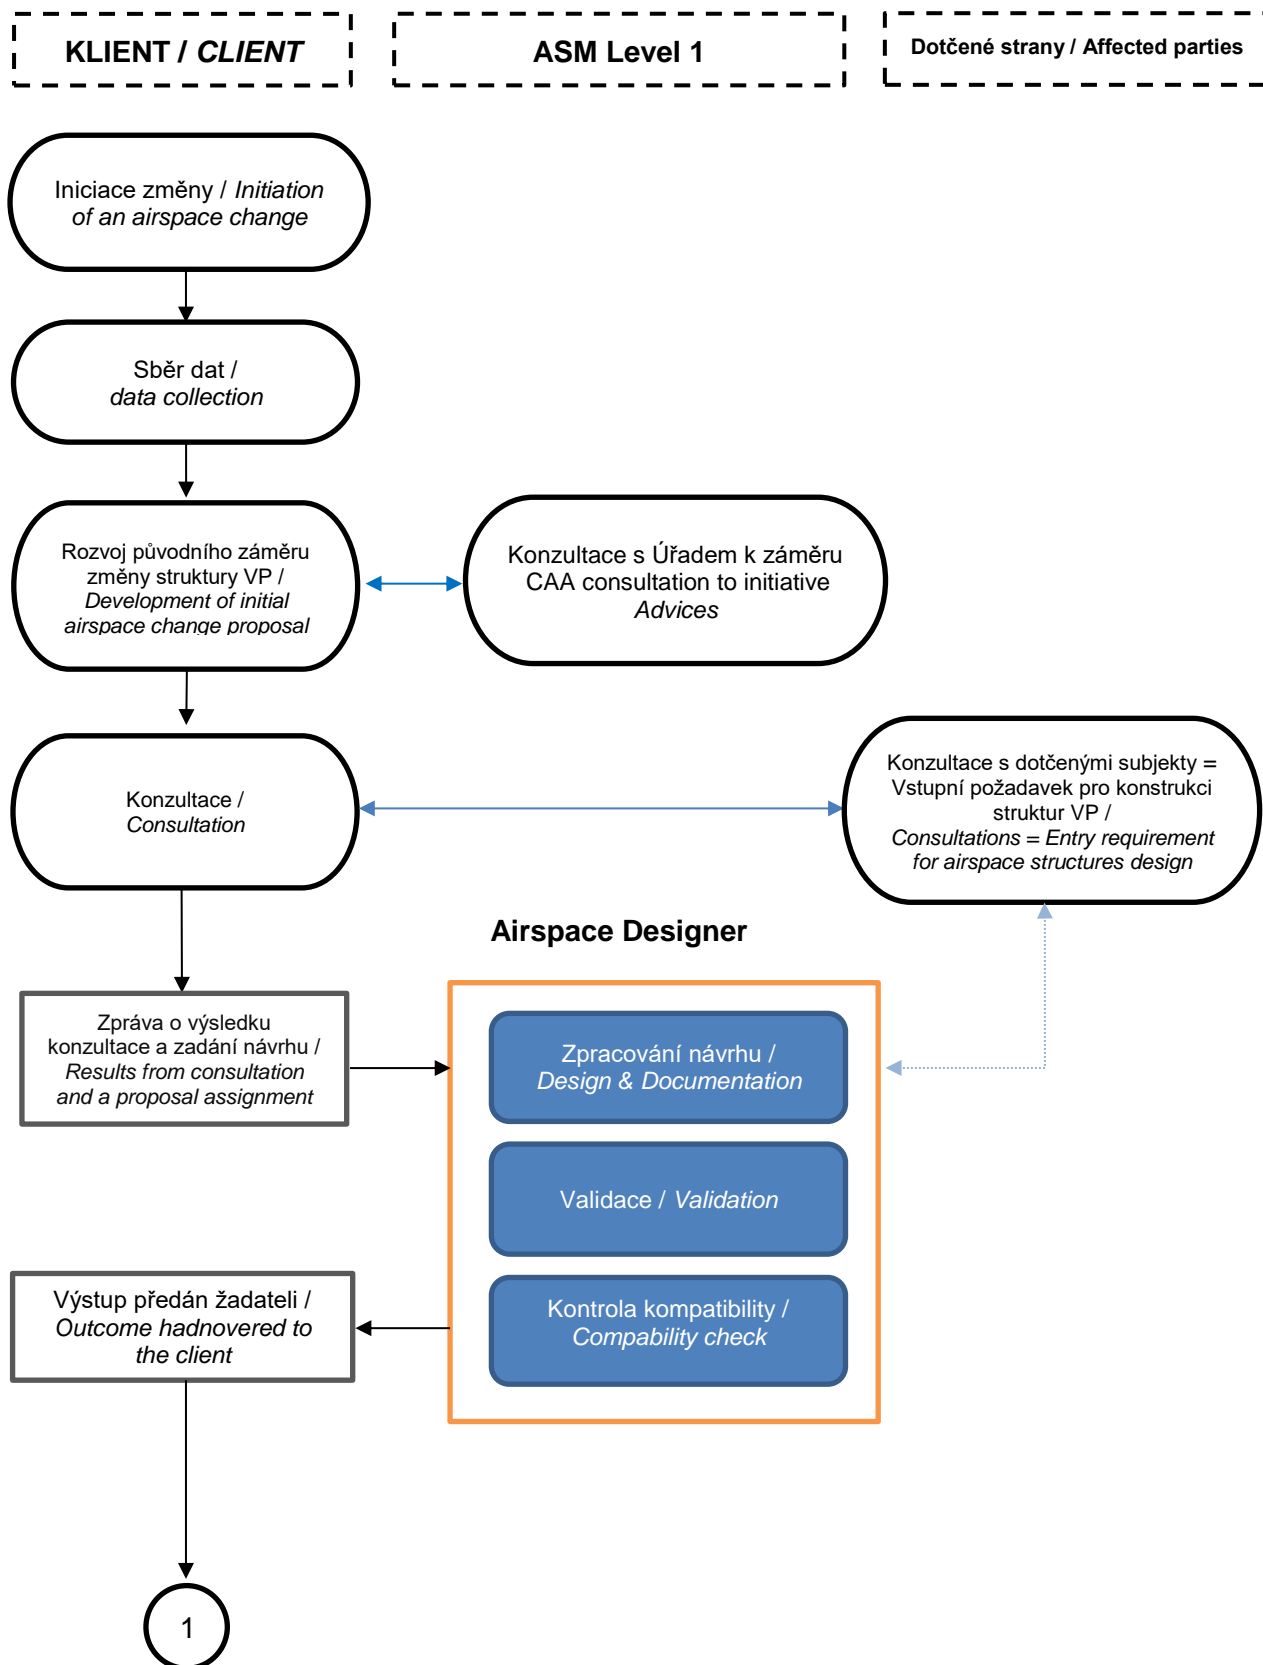 KLIENT / CLIENT
ASM Level 1
Dotčené strany / Affected parties
Iniciace změny / Initiation
of an airspace change
Sběr dat /
data collection
Rozvoj původního záměru
změny struktury VP /
Development of initial
airspace change proposal
Konzultace s Úřadem k záměru
CAA consultation to initiative
Advices
Konzultace /
Consultation
Konzultace s dotčenými subjekty =
Vstupní požadavek pro konstrukci
struktur VP /
Consultations = Entry requirement
for airspace structures design
Airspace Designer
Zpráva o výsledku
konzultace a zadání návrhu /
Results from consultation
and a proposal assignment
Zpracování návrhu /
Design & Documentation
Validace / Validation
Kontrola kompatibility /
Compability check
Výstup předán žadateli /
Outcome hadnovered to
the client
1